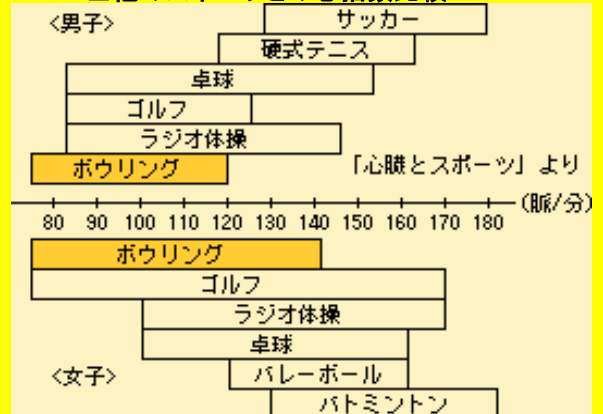 <男子>
サッカー
硬式テニス
卓球
ゴルフ
ラジオ体操
ボウリング
「心臓とスポーツ」より
80 90 100 110 120 130 140 150 160 170 180 (脈/分)
ボウリング
ゴルフ
ラジオ体操
卓球
バレーボール
<女子>
バトミントン